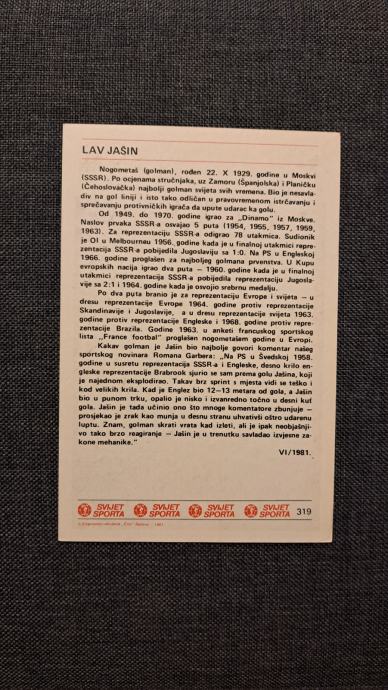 LAV JAŠIN
Nogometaš (golman), rođen 22. X 1929. godine u Moskvi
(SSSR). Po ocjenama stručnjaka, uz Zamoru (Španjolska) i Planičku
(Čehoslovačka) najbolji golman svijeta svih vremena. Bio je nesavla-
div na gol liniji i isto tako odličan u pravovremenom istrčavanju i
sprečavanju protivničkih igrača da upute udarac ka golu.
Od 1949. do 1970. godine igrao za „Dinamo” iz Moskve.
Naslov prvaka SSSR-a osvajao 5 puta (1954, 1955, 1957, 1959,
1963). Za reprezentaciju SSSR-a odigrao 78 utakmica. Sudionik
je OI u Melbournau 1956. godine kada je u finalnoj utakmici repre-
zentacija SSSR-a pobijedila Jugoslaviju sa 1:0. Na PS u Engleskoj
1966. godine proglašen za najboljeg golmana prvenstva. U Kupu
evropskih nacija igrao dva puta – 1960. godine kada je u finalnoj
utakmici reprezentacija SSSR-a pobijedila reprezentaciju Jugosla-
vije sa 2:1 i 1964. godine kada je osvojio srebrnu medalju.
Po dva puta branio je za reprezentaciju Evrope i svijeta – u
dresu reprezentacije Evrope 1964. godine protiv reprezentacije
Skandinavije i Jugoslavije, a u dresu reprezentacije svijeta 1963.
godine protiv reprezentacije Engleske i 1968. godine protiv repre-
zentacije Brazila. Godine 1963. u anketi francuskog sportskog
lista „France football” proglašen nogometašem godine u Evropi.
Kakav golman je Jašin bio najbolje govori komentar našeg
sportskog novinara Romana Garbera: „Na PS u Švedskoj 1958.
godine u susretu reprezentacija SSSR-a i Engleske, desno krilo en-
gleske reprezentacije Brabrook sjurio se sam prema golu Jašina, koji
je najednom eksplodirao. Takav brz sprint s mjesta vidi se teško i
kod velikih krila. Kad je Englez bio 12–13 metara od gola, a Jašin
bio u punom trku, opalio je nisko i izvanredno točno u desni kut
gola. Jašin je tada učinio ono što mnoge komentatore zbunjuje –
prosjekao je zrak kao munja u desnu stranu uhvativši oštro udarenu
luptu. Znam, golman skrati vrata kad izleti, ali je ipak neobjašnji-
vo tako brzo reagiranje – Jašin je u trenutku savladao izvjesne za-
kone mehanike.”
VI/1981.
SVIJET SPORTA SVIJET SPORTA SVIJET SPORTA SVIJET SPORTA 319